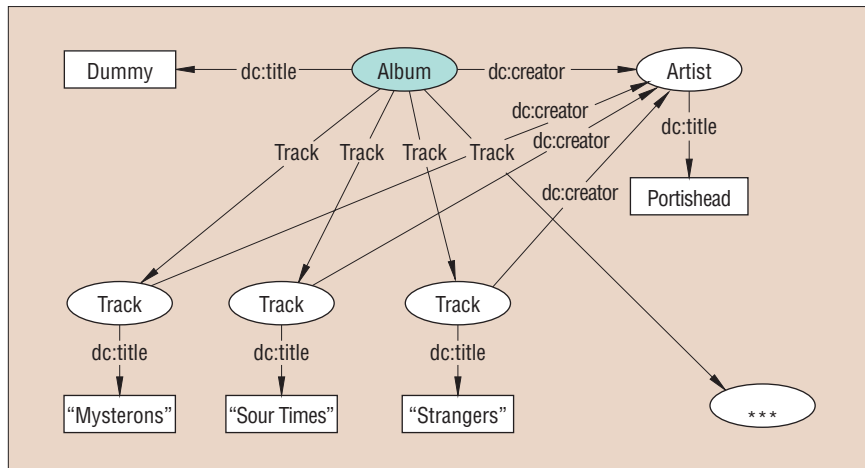 Dummy
dc:title
Album
dc:creator
Artist
dc:creator
dc:title
Track
Track
Track
Track
dc:creator
dc:creator
Portishead
Track
Track
Track
dc:title
dc:title
dc:title
“Mysterons”
“Sour Times”
“Strangers”
***